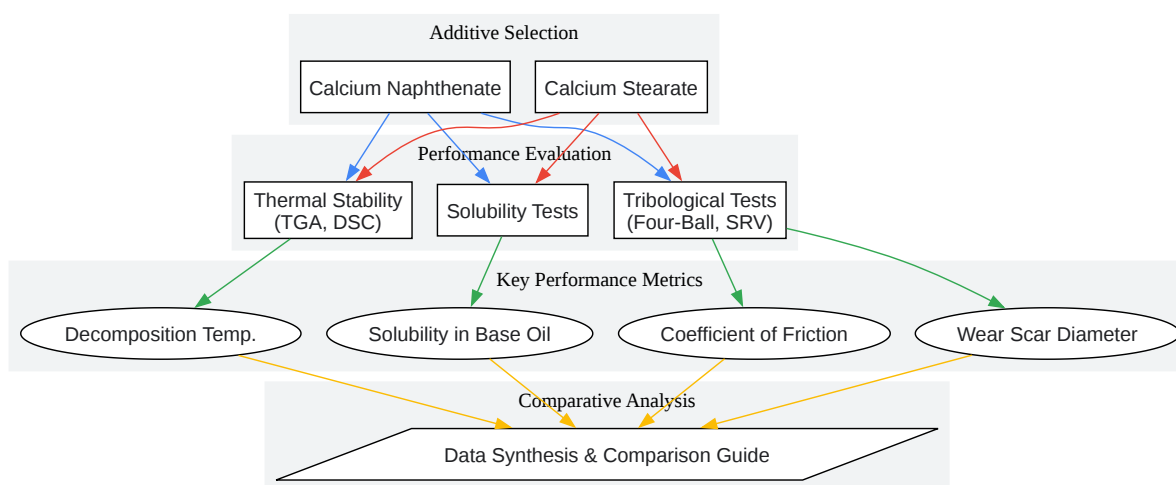 Additive Selection
Calcium Naphthenate
Calcium Stearate
Performance Evaluation
Thermal Stability
(TGA, DSC)
Solubility Tests
Tribological Tests
(Four-Ball, SRV)
Key Performance Metrics
Decomposition Temp.
Solubility in Base Oil
Coefficient of Friction
Wear Scar Diameter
Comparative Analysis
Data Synthesis & Comparison Guide